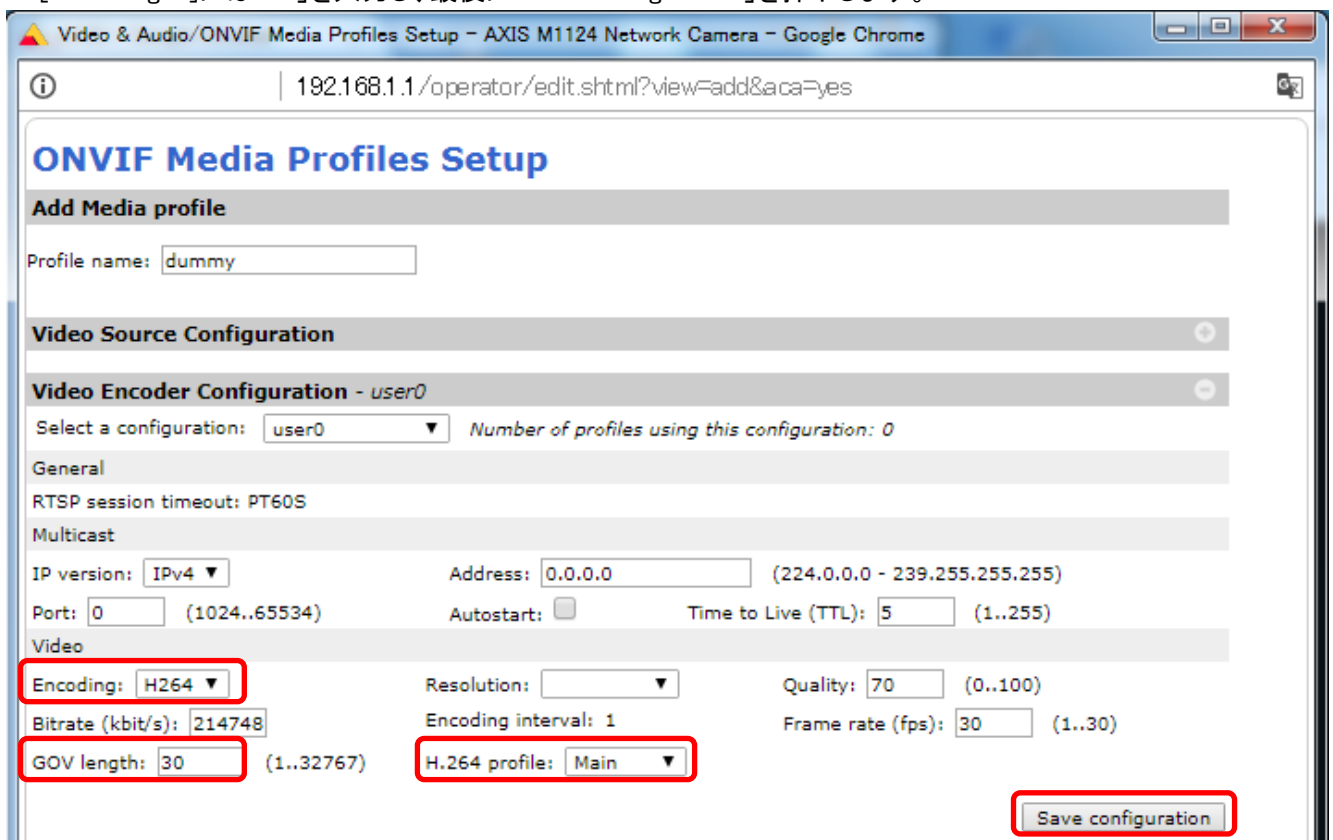 Video & Audio/ONVIF Media Profiles Setup - AXIS M1124 Network Camera - Google Chrome
192.168.1.1/operator/edit.shtml?view=add&aca=yes
ONVIF Media Profiles Setup
Add Media profile
Profile name: dummy
Video Source Configuration
Video Encoder Configuration - user0
Select a configuration: user0 Number of profiles using this configuration: 0
General
RTSP session timeout: PT60S
Multicast
IP version: IPv4 Address: 0.0.0.0 (224.0.0.0 - 239.255.255.255)
Port: 0 (1024..65534) Autostart: Time to Live (TTL): 5 (1..255)
Video
Encoding: H264 Resolution: Quality: 70 (0..100)
Bitrate (kbit/s): 214748 Encoding interval: 1 Frame rate (fps): 30 (1..30)
GOV length: 30 (1..32767) H.264 profile: Main
Save configuration